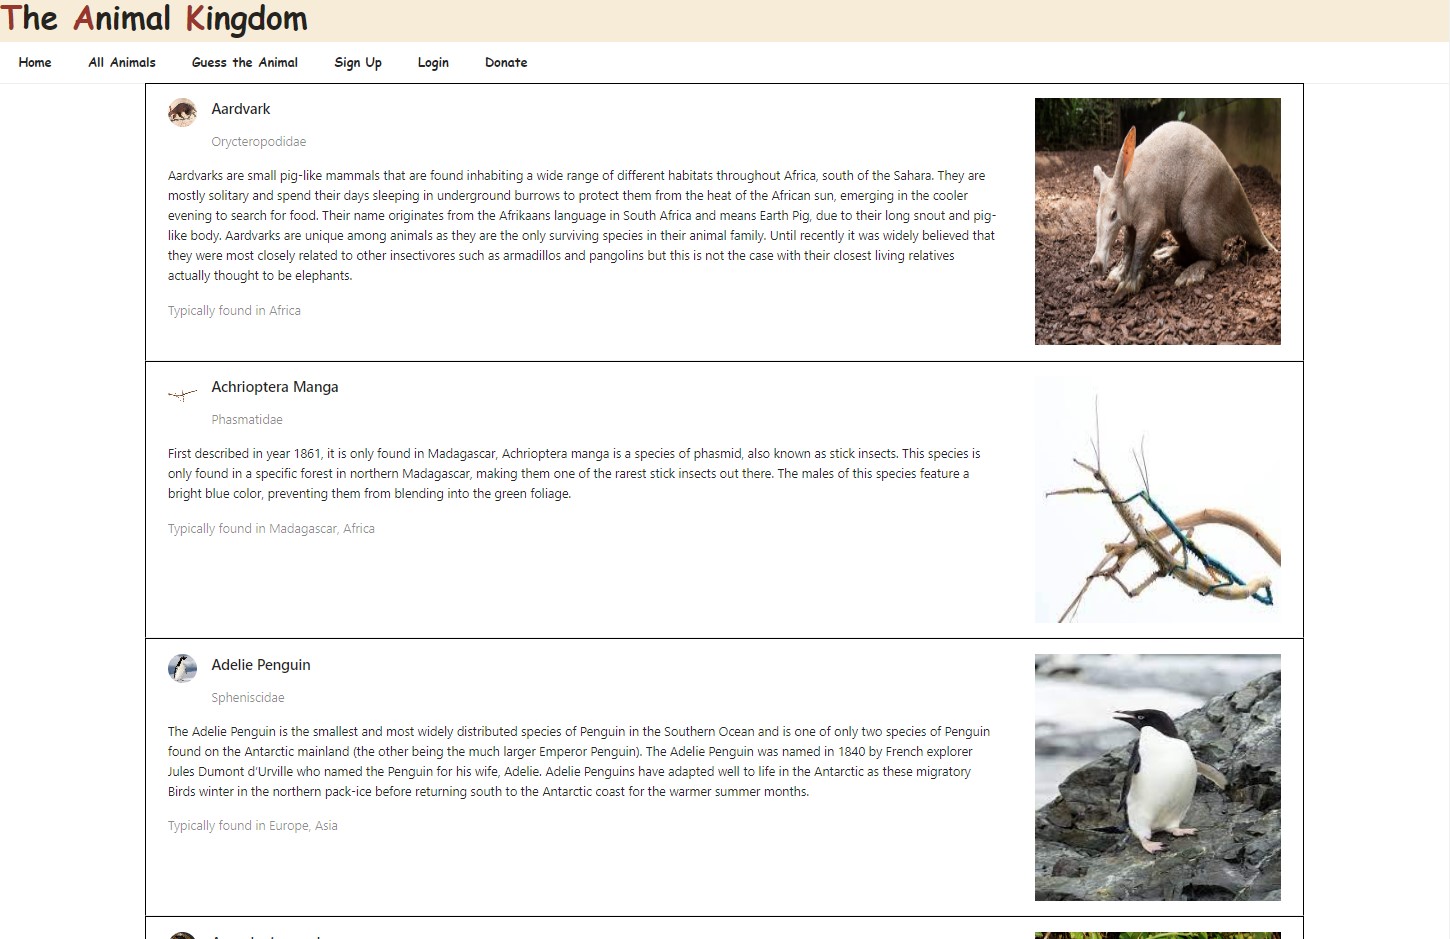 The Animal Kingdom
Home All Animals Guess the Animal Sign Up Login Donate
Aardvark
Orycteropodidae
Aardvarks are small pig-like mammals that are found inhabiting a wide range of different habitats throughout Africa, south of the Sahara. They are
mostly solitary and spend their days sleeping in underground burrows to protect them from the heat of the African sun, emerging in the cooler
evening to search for food. Their name originates from the Afrikaans language in South Africa and means Earth Pig, due to their long snout and pig-
like body. Aardvarks are unique among animals as they are the only surviving species in their animal family. Until recently it was widely believed that
they were most closely related to other insectivores such as armadillos and pangolins but this is not the case with their closest living relatives
actually thought to be elephants.
Typically found in Africa
Achrioptera Manga
Phasmatidae
First described in year 1861, it is only found in Madagascar, Achrioptera manga is a species of phasmid, also known as stick insects. This species is
only found in a specific forest in northern Madagascar, making them one of the rarest stick insects out there. The males of this species feature a
bright blue color, preventing them from blending into the green foliage.
Typically found in Madagascar, Africa
Adelie Penguin
Spheniscidae
The Adelie Penguin is the smallest and most widely distributed species of Penguin in the Southern Ocean and is one of only two species of Penguin
found on the Antarctic mainland (the other being the much larger Emperor Penguin). The Adelie Penguin was named in 1840 by French explorer
Jules Dumont d'Urville who named the Penguin for his wife, Adelie. Adelie Penguins have adapted well to life in the Antarctic as these migratory
Birds winter in the northern pack-ice before returning south to the Antarctic coast for the warmer summer months.
Typically found in Europe, Asia